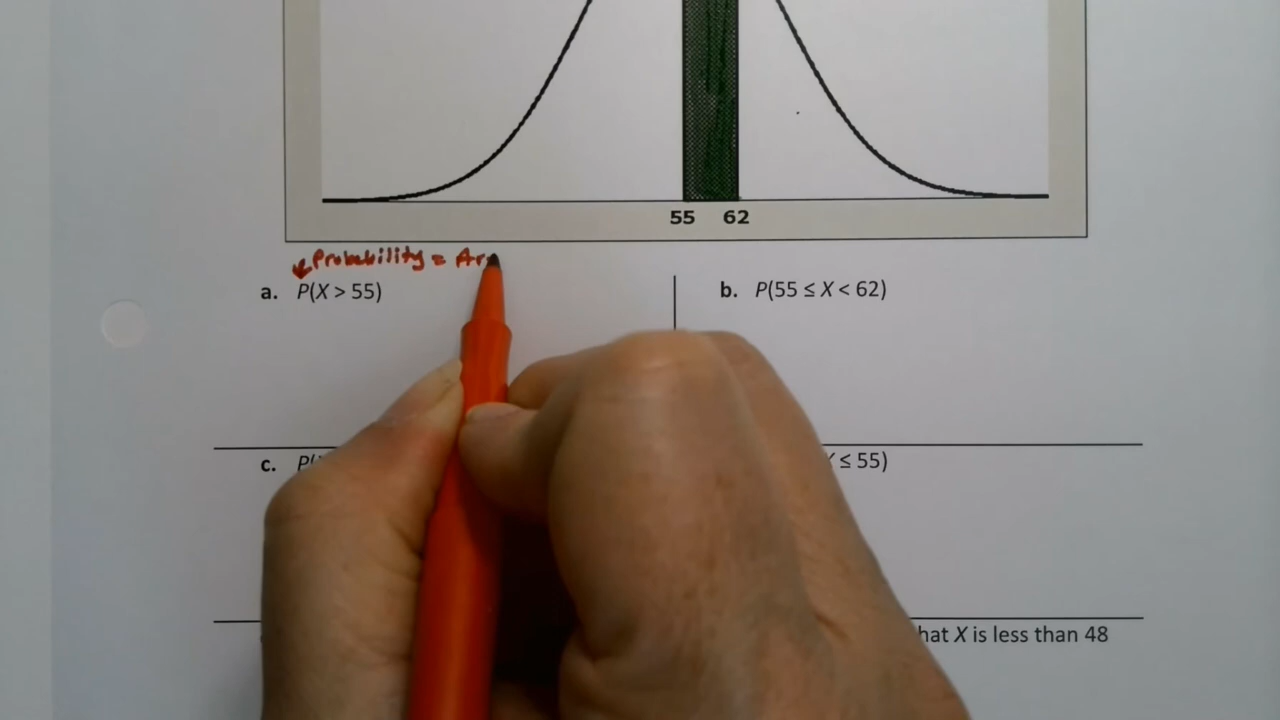 55 62
Probability = Ar
a. P(X > 55)
b. P(55 ≤ X < 62)
c. P(
≤ 55)
hat X is less than 48